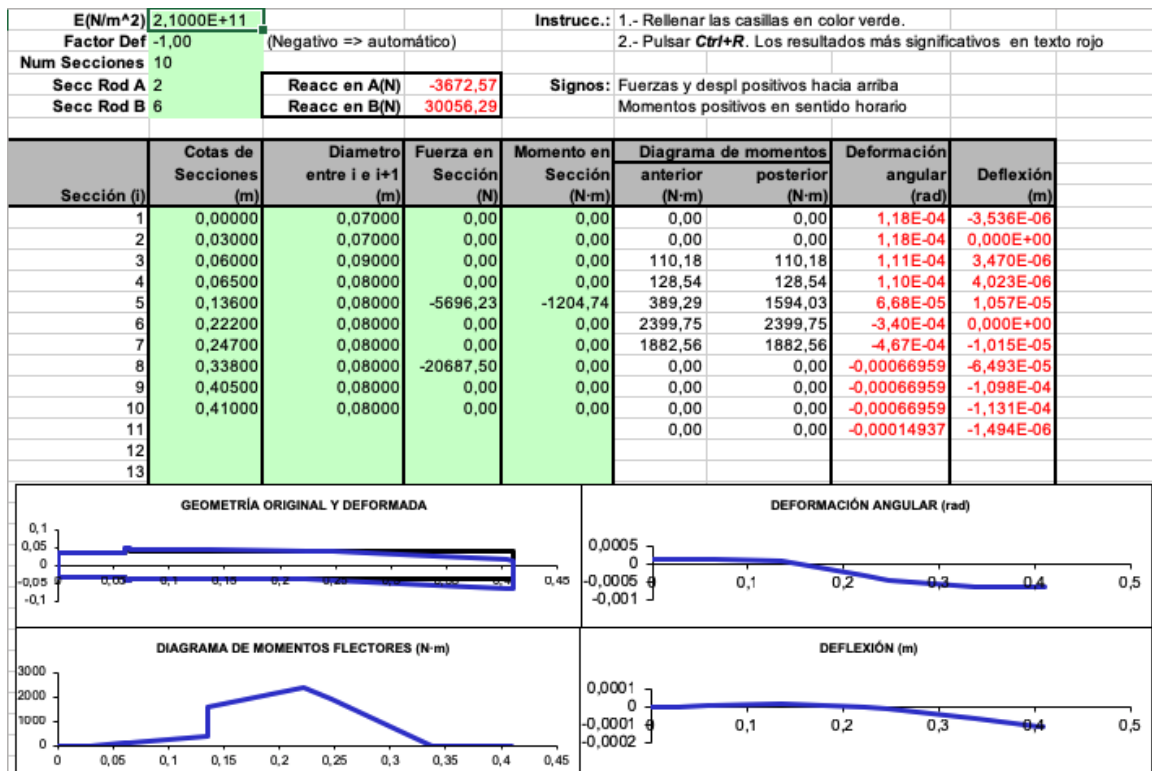 E(N/m^2) 2,1000E+11 Instrucc.: 1.- Rellenar las casillas en color verde.
Factor Def -1,00 (Negativo => automático) 2.- Pulsar Ctrl+R. Los resultados más significativos en texto rojo
Num Secciones 10
Secc Rod A 2 Reacc en A(N) -3672,57 Signos: Fuerzas y despl positivos hacia arriba
Secc Rod B 6 Reacc en B(N) 30056,29 Momentos positivos en sentido horario
Cotas de Diametro Fuerza en Momento en Diagrama de momentos Deformación
Secciones entre i e i+1 Sección Sección anterior posterior angular Deflexión
Sección (i) (m) (m) (N) (N·m) (N·m) (N·m) (rad) (m)
1 0,00000 0,07000 0,00 0,00 0,00 0,00 1,18E-04 -3,536E-06
2 0,03000 0,07000 0,00 0,00 0,00 0,00 1,18E-04 0,000E+00
3 0,06000 0,09000 0,00 0,00 110,18 110,18 1,11E-04 3,470E-06
4 0,06500 0,08000 0,00 0,00 128,54 128,54 1,10E-04 4,023E-06
5 0,13600 0,08000 -5696,23 -1204,74 389,29 1594,03 6,68E-05 1,057E-05
6 0,22200 0,08000 0,00 0,00 2399,75 2399,75 -3,40E-04 0,000E+00
7 0,24700 0,08000 0,00 0,00 1882,56 1882,56 -4,67E-04 -1,015E-05
8 0,33800 0,08000 -20687,50 0,00 0,00 0,00 -0,00066959 -6,493E-05
9 0,40500 0,08000 0,00 0,00 0,00 0,00 -0,00066959 -1,098E-04
10 0,41000 0,08000 0,00 0,00 0,00 0,00 -0,00066959 -1,131E-04
11 0,00 0,00 -0,00014937 -1,494E-06
12
13
GEOMETRÍA ORIGINAL Y DEFORMADA
0,1
0,05
0
-0,05
-0,1
0 0,05 0,1 0,15 0,2 0,25 0,4 0,45
DEFORMACIÓN ANGULAR (rad)
0,0005
0
-0,0005
-0,001
0 0,1 0,2 0,3 0,4 0,5
DIAGRAMA DE MOMENTOS FLECTORES (N·m)
3000
2000
1000
0
0 0,05 0,1 0,15 0,2 0,25 0,3 0,35 0,4 0,45
DEFLEXIÓN (m)
0,0001
0
-0,0001
-0,0002
0 0,1 0,2 0,3 0,4 0,5